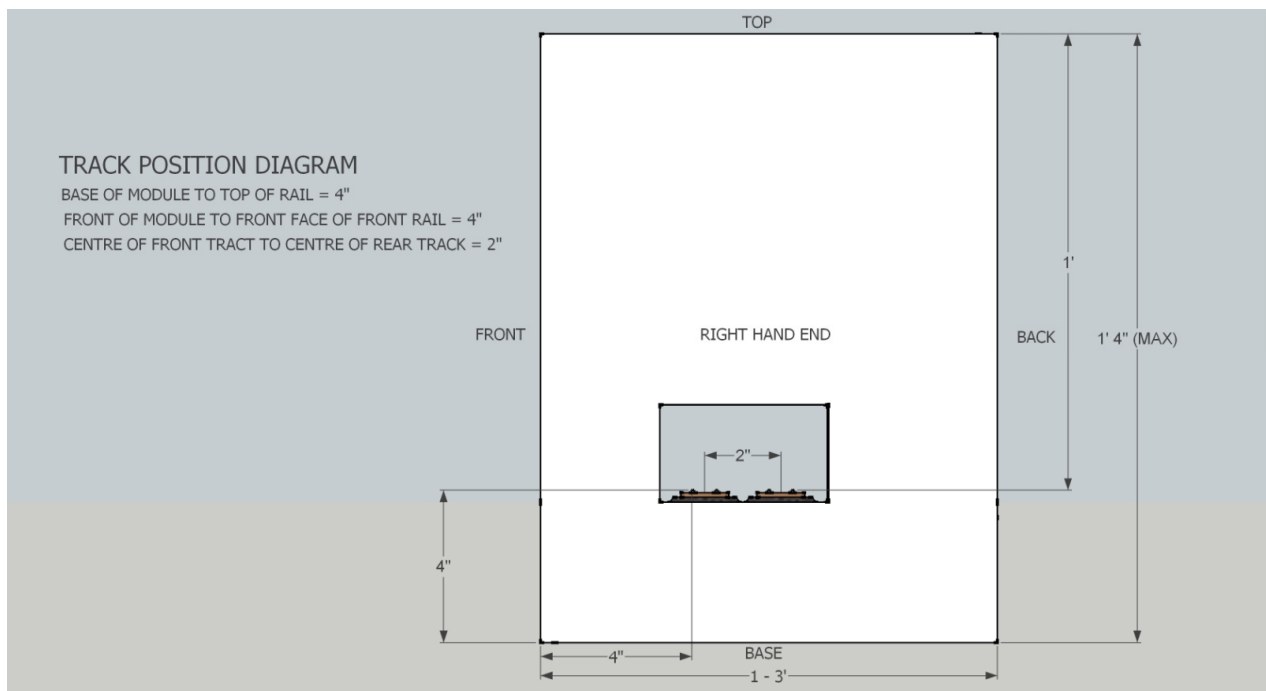 TOP
TRACK POSITION DIAGRAM
BASE OF MODULE TO TOP OF RAIL = 4"
FRONT OF MODULE TO FRONT FACE OF FRONT RAIL = 4"
CENTRE OF FRONT TRACT TO CENTRE OF REAR TRACK = 2"
1'
FRONT
RIGHT HAND END
BACK
1' 4" (MAX)
2"
4"
BASE
4"
1 - 3'